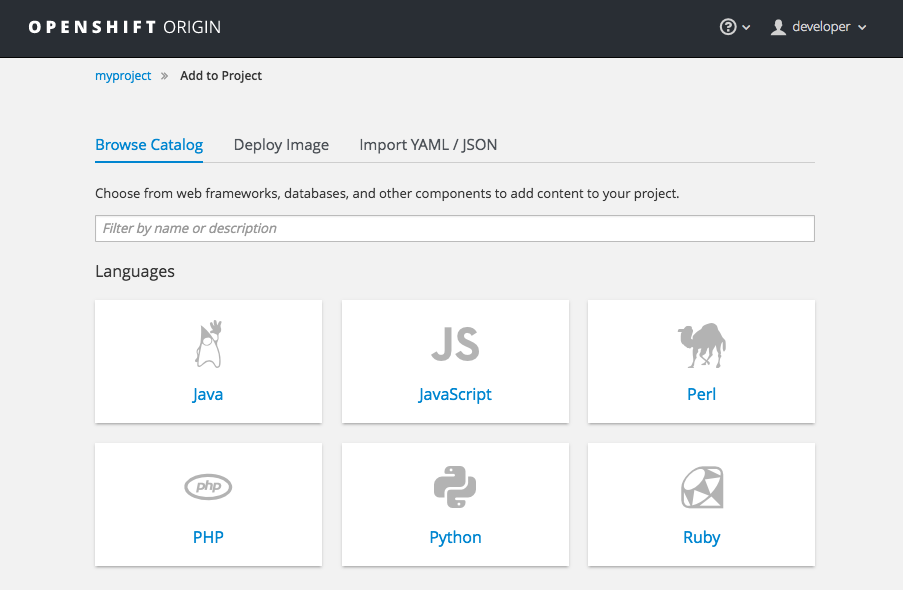 OPENSHIFT ORIGIN
developer
myproject » Add to Project
Browse Catalog Deploy Image Import YAML / JSON
Choose from web frameworks, databases, and other components to add content to your project.
Filter by name or description
Languages
JS
Java JavaScript Perl
php
PHP Python Ruby